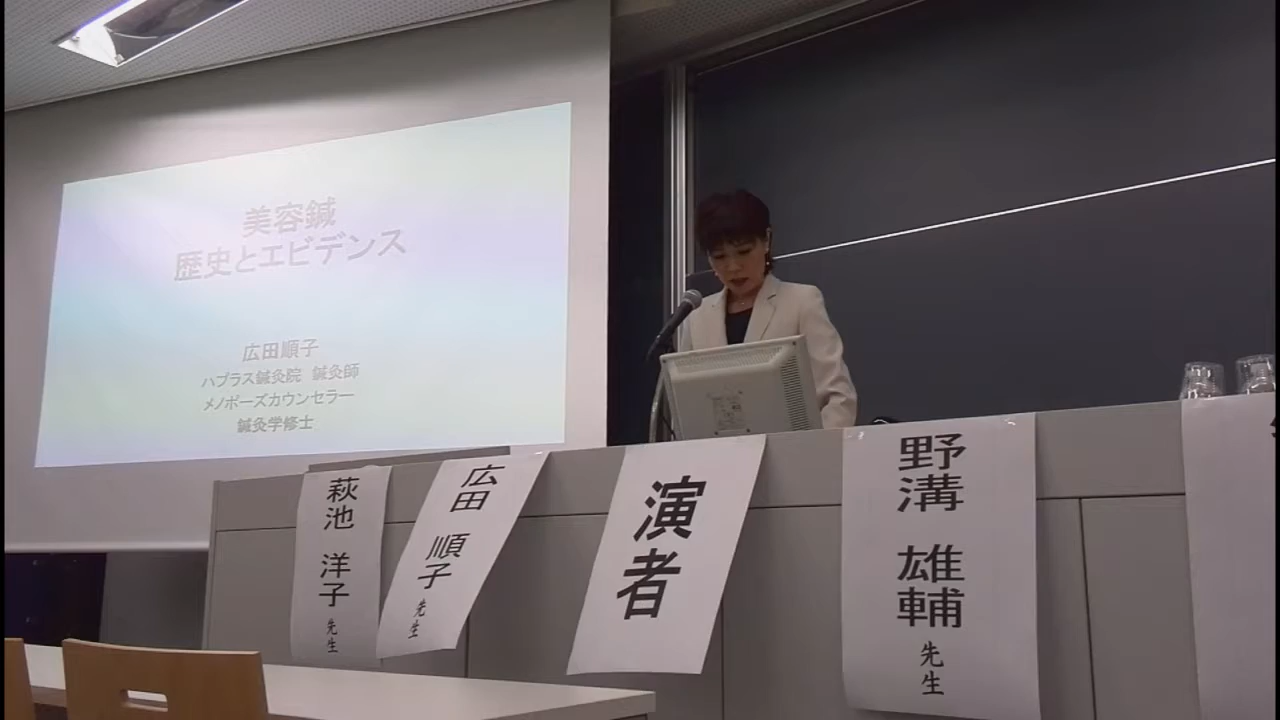 美容鍼
歴史とエビデンス
広田順子
ハプラス鍼灸院 鍼灸師
メノポーズカウンセラー
鍼灸学修士
萩池 洋子 先生
広田 順子 先生
演者
野溝 雄輔 先生